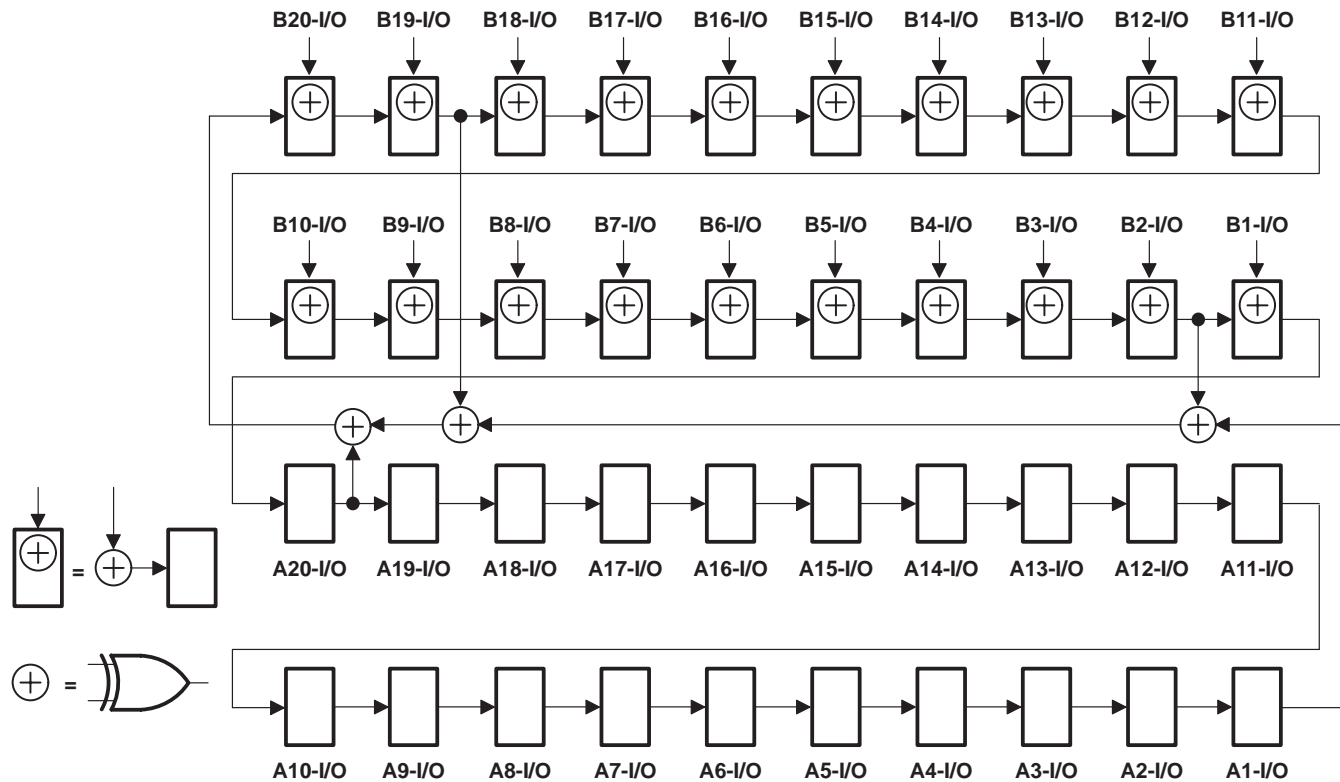 B20-I/O B19-I/O B18-I/O B17-I/O B16-I/O B15-I/O B14-I/O B13-I/O B12-I/O B11-I/O
B10-I/O B9-I/O B8-I/O B7-I/O B6-I/O B5-I/O B4-I/O B3-I/O B2-I/O B1-I/O
A20-I/O A19-I/O A18-I/O A17-I/O A16-I/O A15-I/O A14-I/O A13-I/O A12-I/O A11-I/O
=
=
A10-I/O A9-I/O A8-I/O A7-I/O A6-I/O A5-I/O A4-I/O A3-I/O A2-I/O A1-I/O